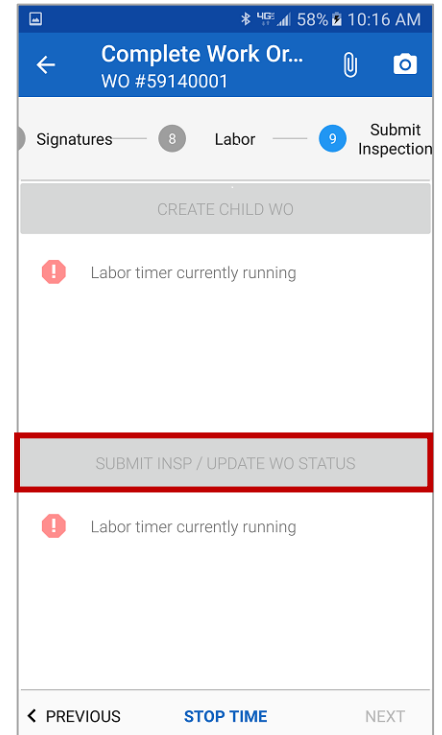 4GE 58% 10:16 AM
Complete Work Or...
WO #59140001
Signatures 8 Labor 9 Submit Inspection
CREATE CHILD WO
! Labor timer currently running
SUBMIT INSP / UPDATE WO STATUS
! Labor timer currently running
PREVIOUS STOP TIME NEXT